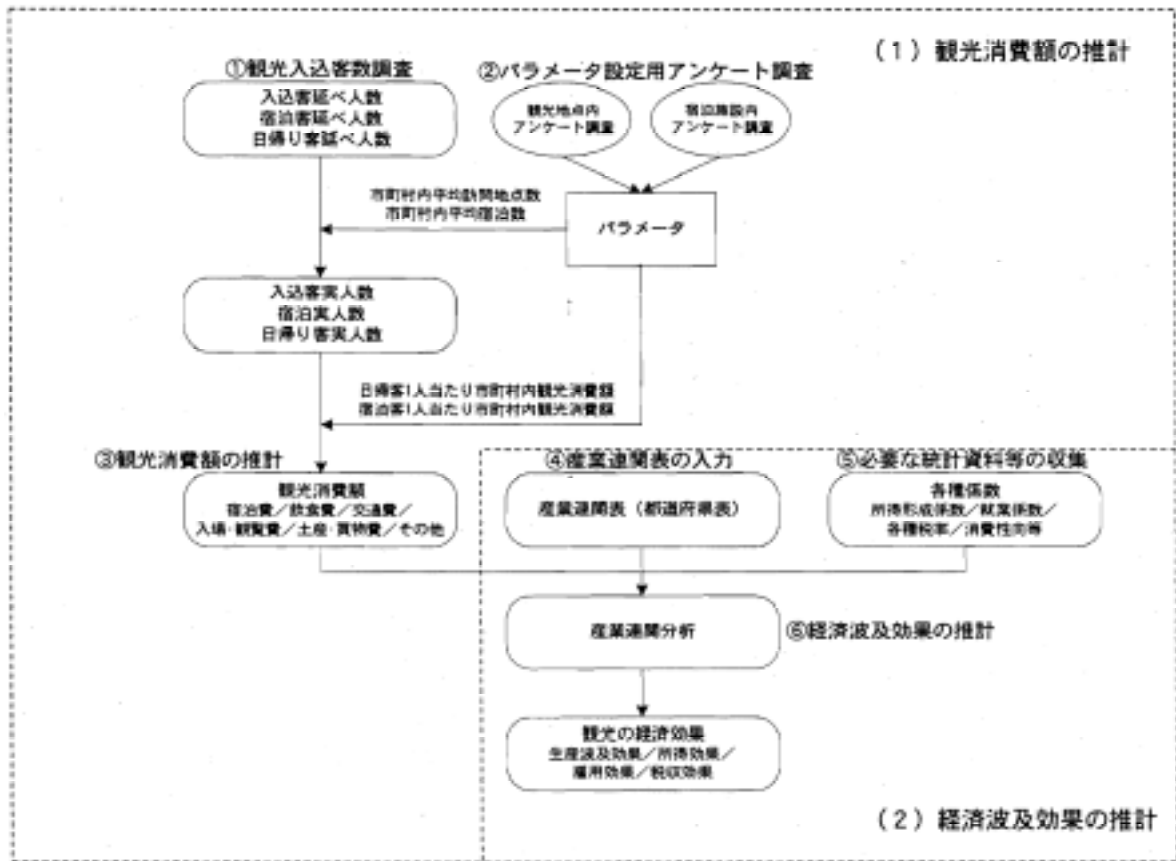 (1)観光消費額の推計
①観光入込客数調査
入込客延べ人数
宿泊客延べ人数
日帰り客延べ人数
②パラメータ設定用アンケート調査
観光地点内
アンケート調査
宿泊施設内
アンケート調査
市町村内平均訪問地点数
市町村内平均宿泊数
パラメータ
入込客実人数
宿泊実人数
日帰り客実人数
日帰客1人当たり市町村内観光消費額
宿泊客1人当たり市町村内観光消費額
③観光消費額の推計
観光消費額
宿泊費/飲食費/交通費/
入場・観覧費/土産・買物費/その他
④産業連関表の入力
産業連関表(都道府県表)
⑤必要な統計資料等の収集
各種係数
所得形成係数/就業係数/
各種税率/消費性向等
産業連関分析
⑥経済波及効果の推計
観光の経済効果
生産波及効果/所得効果/
雇用効果/税収効果
(2)経済波及効果の推計